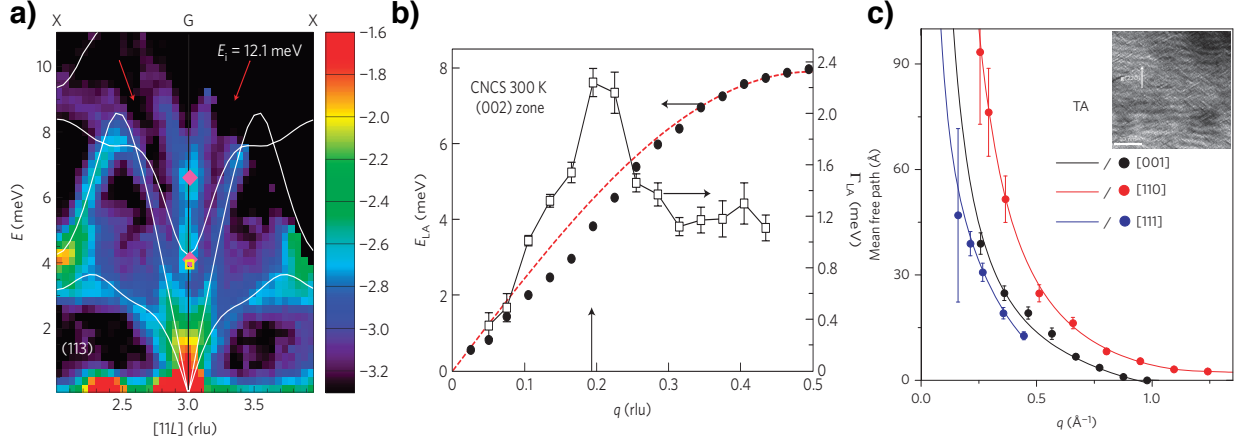 a)
X G X
E_i = 12.1 meV
10
8
6
4
2
E (meV)
(113)
2.5 3.0 3.5
[11L] (rlu)
−1.6
−1.8
−2.0
−2.2
−2.4
−2.6
−2.8
−3.0
−3.2
b)
CNCS 300 K
(002) zone
8
6
4
2
0
E_LA (meV)
2.4
2.0
1.6
1.2
0.8
0.4
0
Γ_LA (meV)
0 0.1 0.2 0.3 0.4 0.5
q (rlu)
c)
90
60
30
0
Mean free path (Å)
TA
/ [001]
/ [110]
/ [111]
0.0 0.5 1.0
q (Å⁻¹)